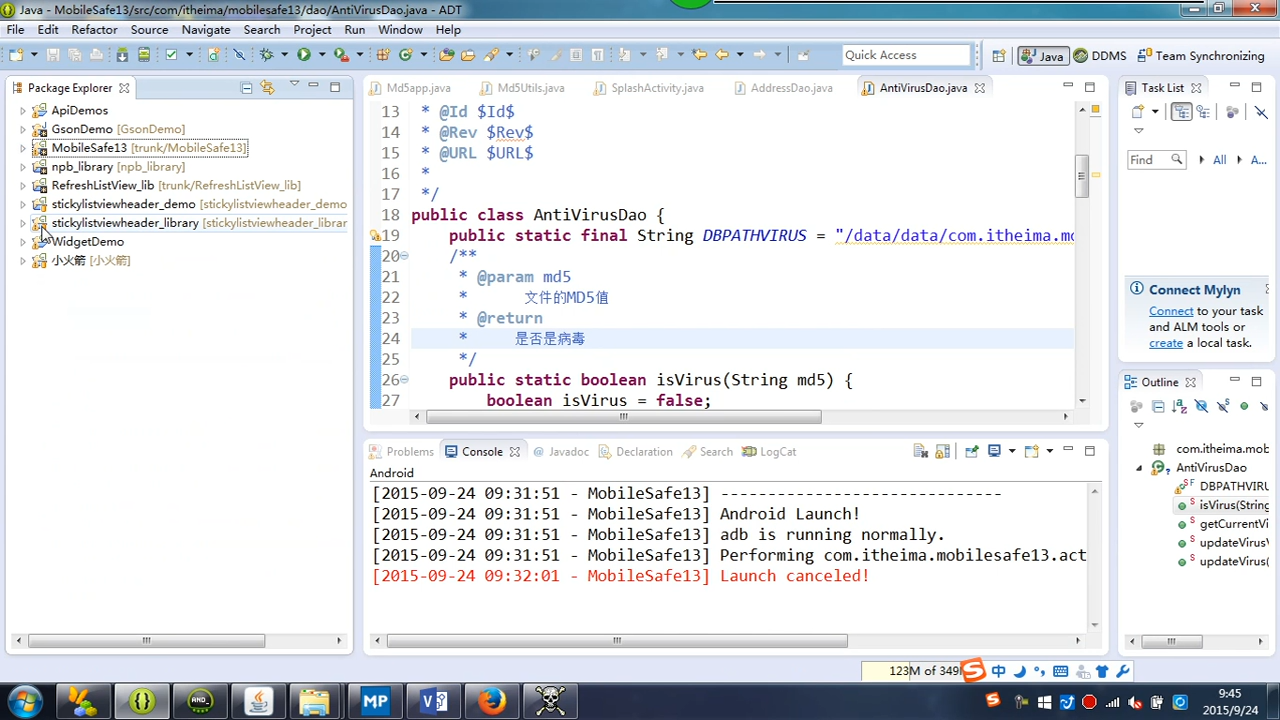 Java - MobileSafe13/src/com/itheima/mobilesafe13/dao/AntiVirusDao.java - ADT
File Edit Refactor Source Navigate Search Project Run Window Help
Quick Access
Java DDMS Team Synchronizing
Package Explorer
ApiDemos
GsonDemo [GsonDemo]
MobileSafe13 [trunk/MobileSafe13]
npb_library [npb_library]
RefreshListView_lib [trunk/RefreshListView_lib]
stickylistviewheader_demo [stickylistviewheader_demo
stickylistviewheader_library [stickylistviewheader_librar
WidgetDemo
小火箭 [小火箭]
Md5app.java Md5Utils.java SplashActivity.java AddressDao.java AntiVirusDao.java
13 * @Id $Id$
14 * @Rev $Rev$
15 * @URL $URL$
16 *
17 */
18 public class AntiVirusDao {
19 public static final String DBPATHVIRUS = "/data/data/com.itheima.mo
20 /**
21 * @param md5
22 * 文件的MD5值
23 * @return
24 * 是否是病毒
25 */
26 public static boolean isVirus(String md5) {
27 boolean isVirus = false;
Problems Console Javadoc Declaration Search LogCat
Android
[2015-09-24 09:31:51 - MobileSafe13] ------------------------------
[2015-09-24 09:31:51 - MobileSafe13] Android Launch!
[2015-09-24 09:31:51 - MobileSafe13] adb is running normally.
[2015-09-24 09:31:51 - MobileSafe13] Performing com.itheima.mobilesafe13.act
[2015-09-24 09:32:01 - MobileSafe13] Launch canceled!
Task List
Find All A...
Connect Mylyn
Connect to your task
and ALM tools or
create a local task.
Outline
com.itheima.mob
AntiVirusDao
DBPATHVIRU
isVirus(String
getCurrentVi
updateVirusV
updateVirus(
123M of 349M
中
MP
9:45
2015/9/24